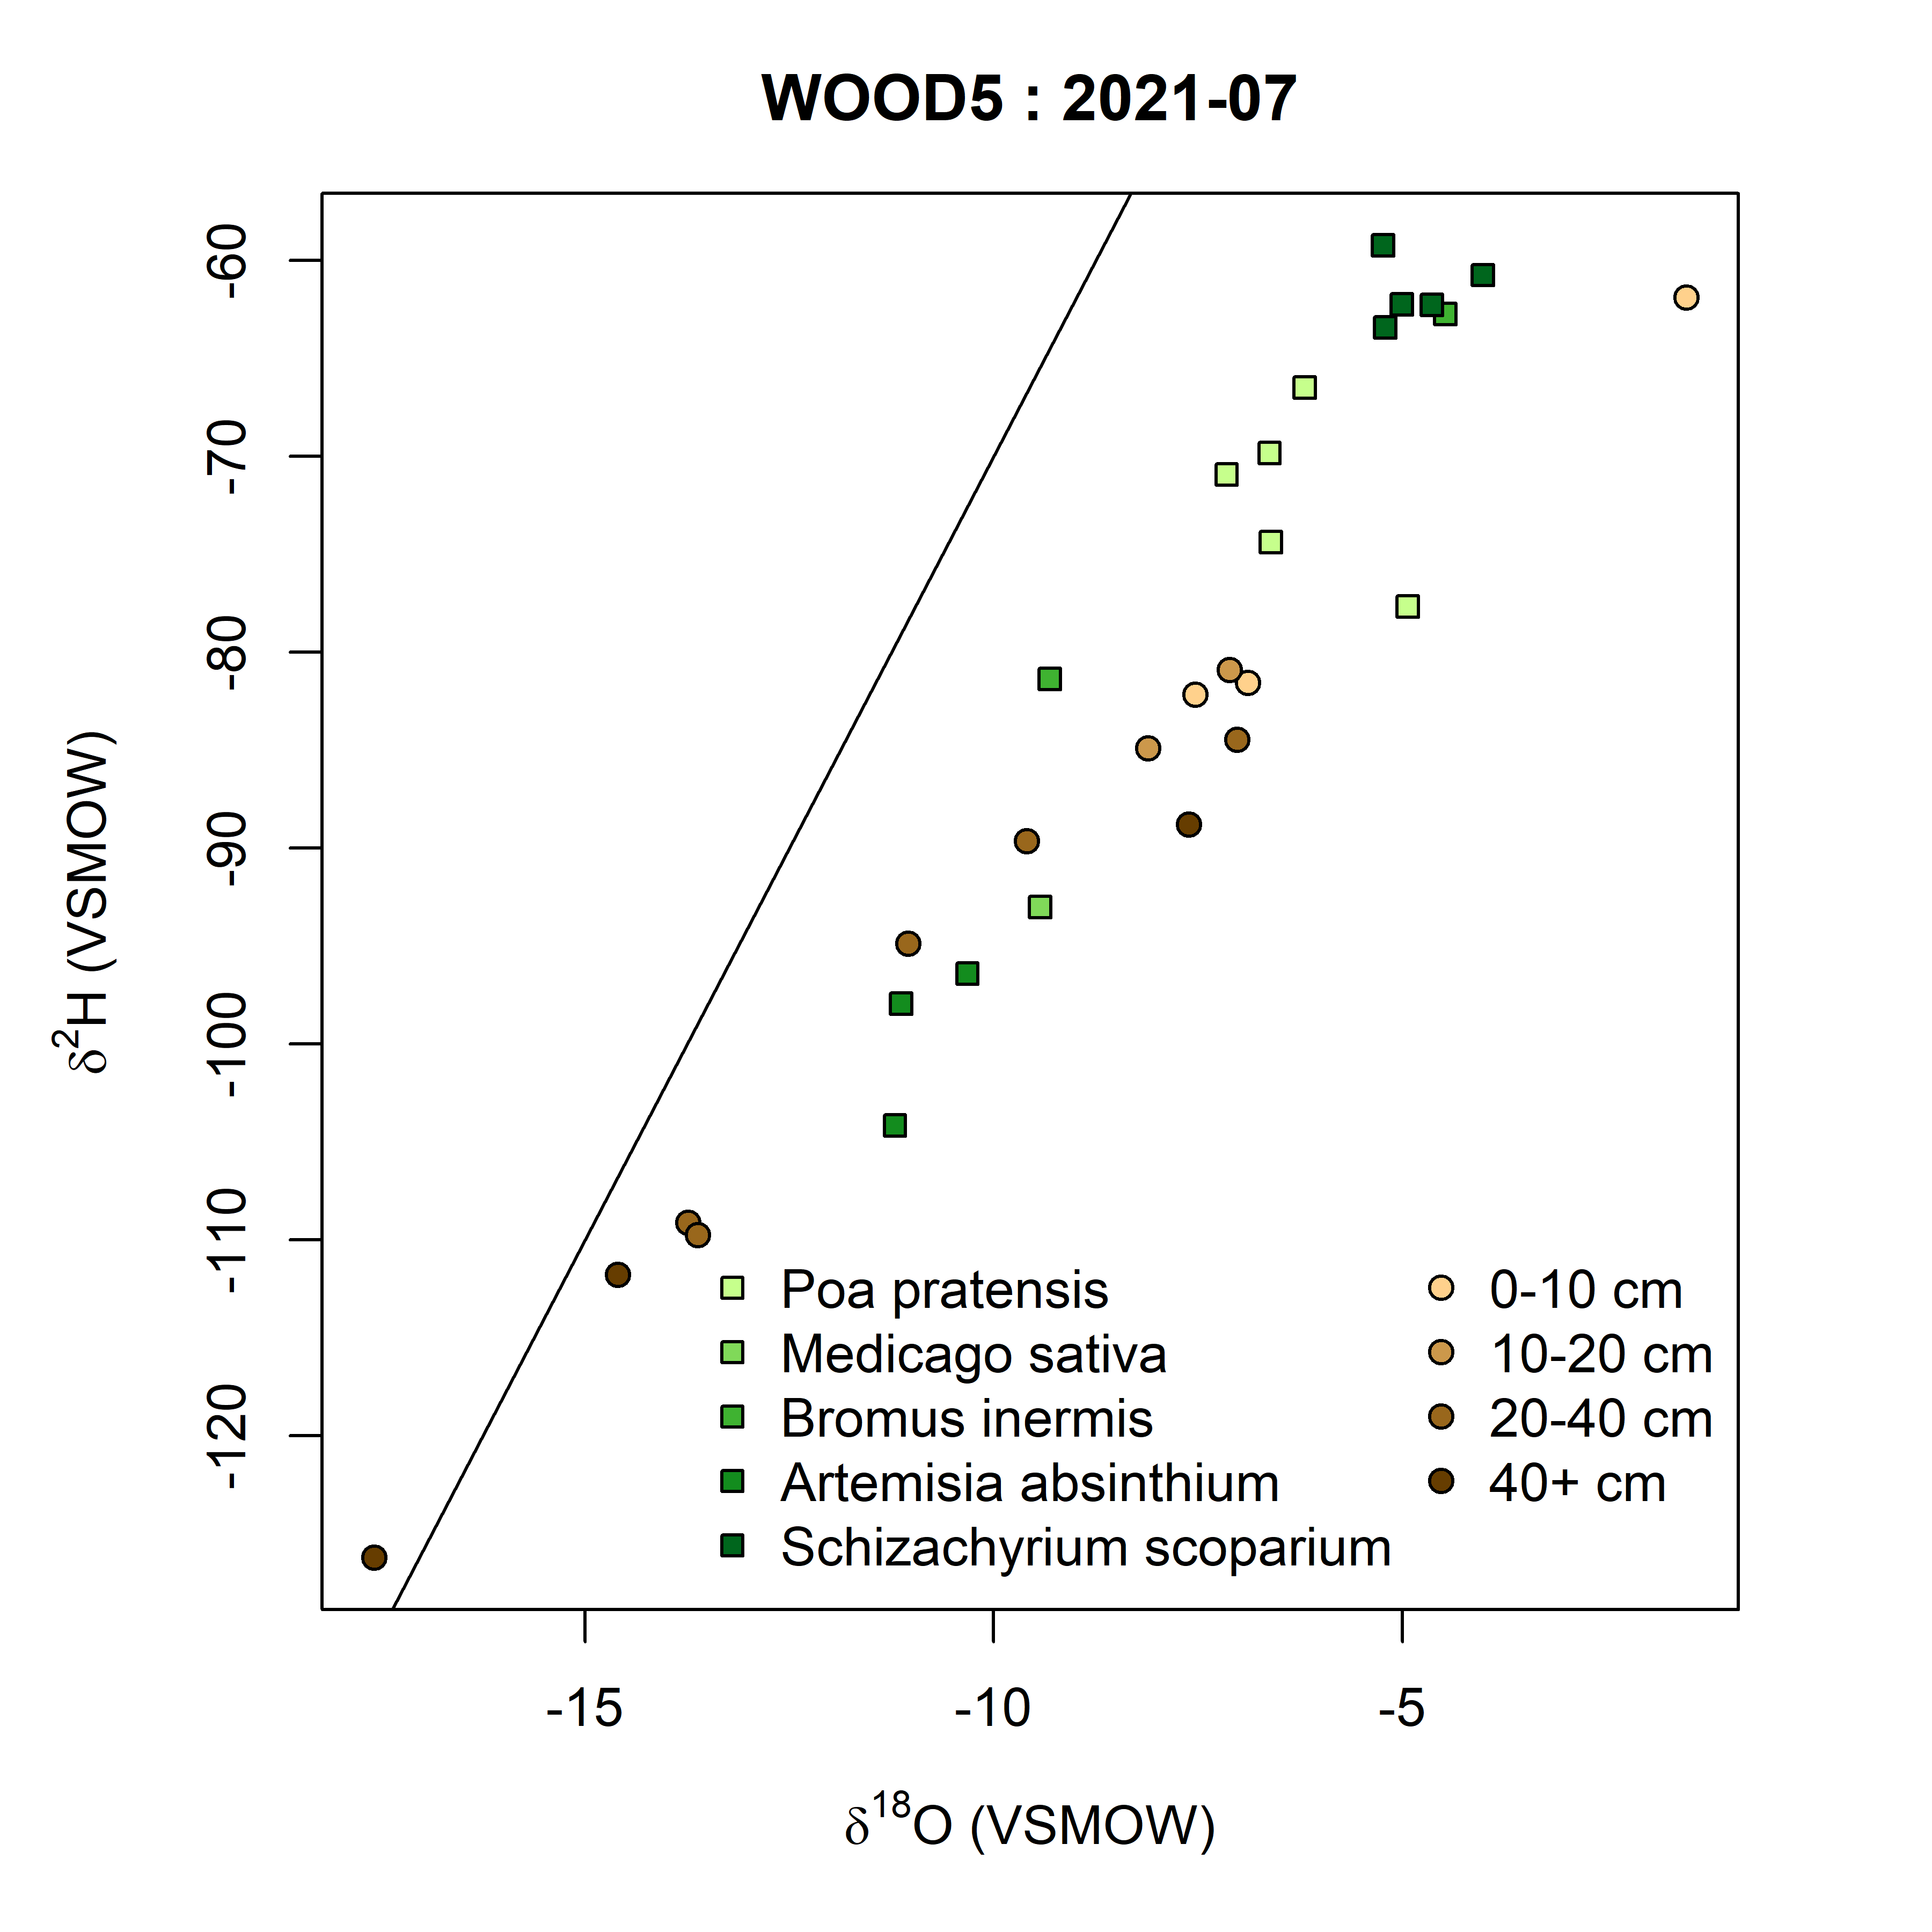 WOOD5 : 2021-07
δ²H (VSMOW)
-60
-70
-80
-90
-100
-110
-120
Poa pratensis
Medicago sativa
Bromus inermis
Artemisia absinthium
Schizachyrium scoparium
0-10 cm
10-20 cm
20-40 cm
40+ cm
-15 -10 -5
δ¹⁸O (VSMOW)